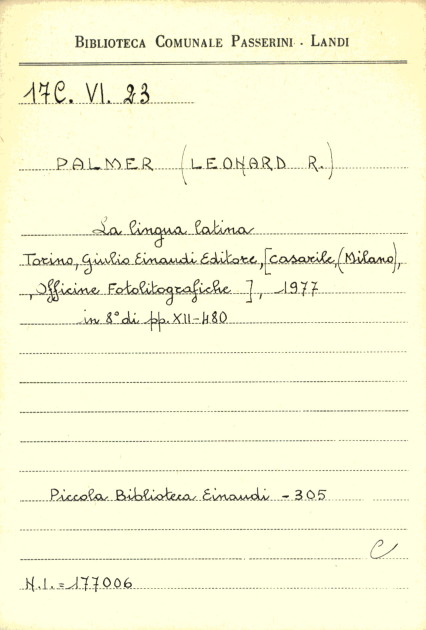 BIBLIOTECA COMUNALE PASSERINI - LANDI
17C. VI. 23
PALMER (LEONARD R.)
La lingua latina
Torino, Giulio Einaudi Editore, [Casarile, (Milano),
, Officine Fotolitografiche ], 1977
in 8° di pp. XII-480
Piccola Biblioteca Einaudi - 305
C
N.I. = 177006